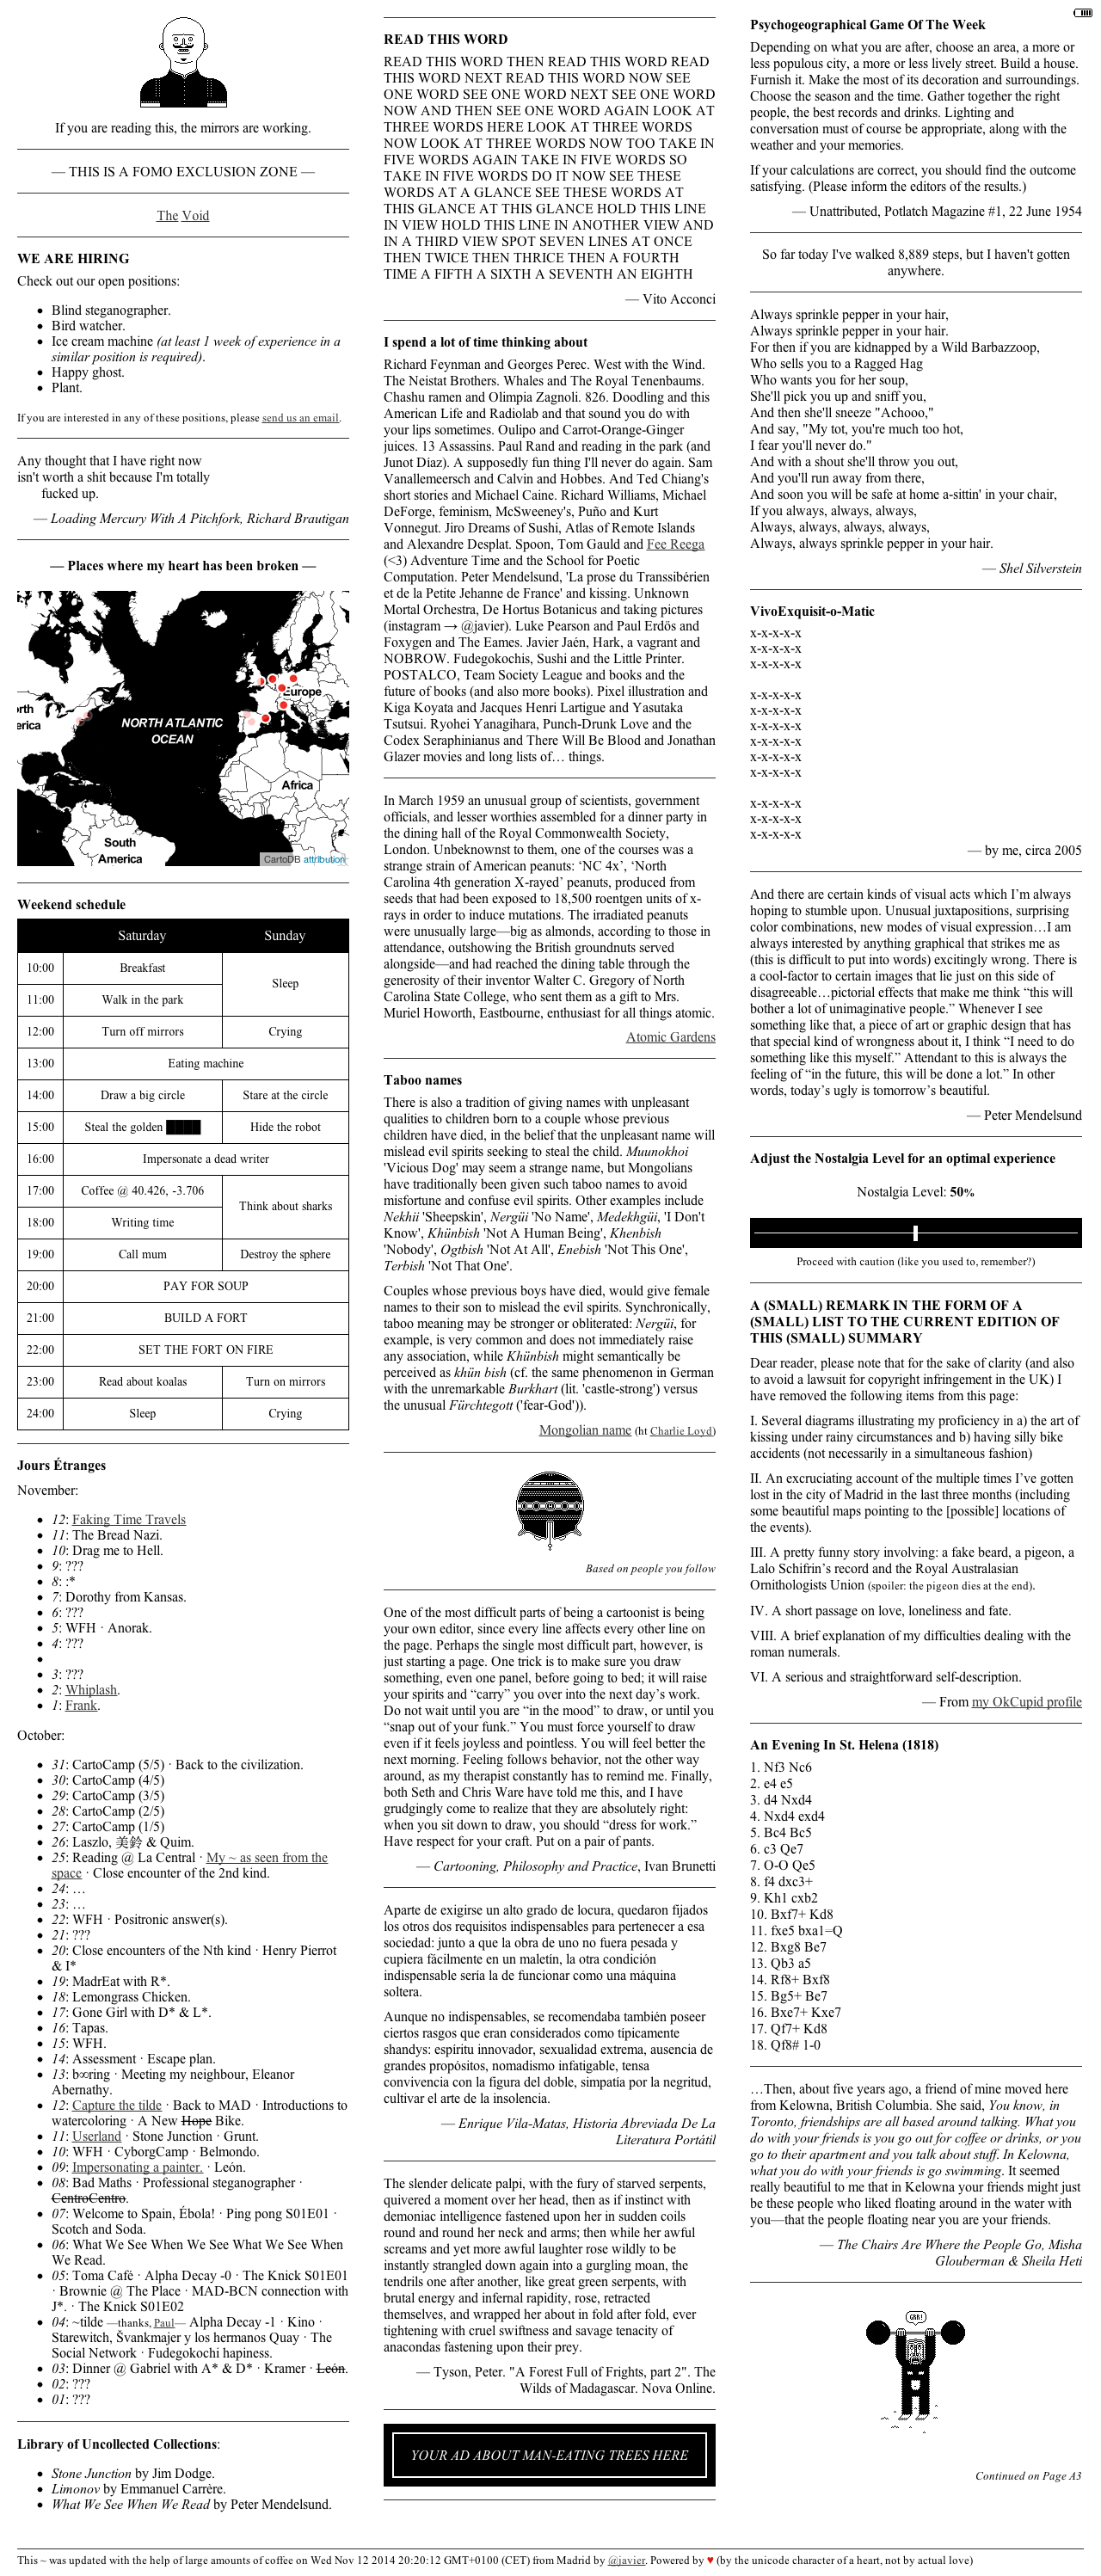 If you are reading this, the mirrors are working.
— THIS IS A FOMO EXCLUSION ZONE —
The Void
WE ARE HIRING
Check out our open positions:
• Blind steganographer.
• Bird watcher.
• Ice cream machine (at least 1 week of experience in a
similar position is required).
• Happy ghost.
• Plant.
If you are interested in any of these positions, please send us an email.
Any thought that I have right now
isn't worth a shit because I'm totally
fucked up.
— Loading Mercury With A Pitchfork, Richard Brautigan
— Places where my heart has been broken —
Europe
rth
erica
NORTH ATLANTIC
OCEAN
Africa
South
America
CartoDB attribution
Weekend schedule
Saturday Sunday
10:00 Breakfast Sleep
11:00 Walk in the park
12:00 Turn off mirrors Crying
13:00 Eating machine
14:00 Draw a big circle Stare at the circle
15:00 Steal the golden ████ Hide the robot
16:00 Impersonate a dead writer
17:00 Coffee @ 40.426, -3.706 Think about sharks
18:00 Writing time
19:00 Call mum Destroy the sphere
20:00 PAY FOR SOUP
21:00 BUILD A FORT
22:00 SET THE FORT ON FIRE
23:00 Read about koalas Turn on mirrors
24:00 Sleep Crying
Jours Étranges
November:
• 12: Faking Time Travels
• 11: The Bread Nazi.
• 10: Drag me to Hell.
• 9: ???
• 8: :*
• 7: Dorothy from Kansas.
• 6: ???
• 5: WFH · Anorak.
• 4: ???
•
• 3: ???
• 2: Whiplash.
• 1: Frank.
October:
• 31: CartoCamp (5/5) · Back to the civilization.
• 30: CartoCamp (4/5)
• 29: CartoCamp (3/5)
• 28: CartoCamp (2/5)
• 27: CartoCamp (1/5)
• 26: Laszlo, 美鈴 & Quim.
• 25: Reading @ La Central · My ~ as seen from the
space · Close encounter of the 2nd kind.
• 24: …
• 23: …
• 22: WFH · Positronic answer(s).
• 21: ???
• 20: Close encounters of the Nth kind · Henry Pierrot
& I*
• 19: MadrEat with R*.
• 18: Lemongrass Chicken.
• 17: Gone Girl with D* & L*.
• 16: Tapas.
• 15: WFH.
• 14: Assessment · Escape plan.
• 13: b∞ring · Meeting my neighbour, Eleanor
Abernathy.
• 12: Capture the tilde · Back to MAD · Introductions to
watercoloring · A New Hope Bike.
• 11: Userland · Stone Junction · Grunt.
• 10: WFH · CyborgCamp · Belmondo.
• 09: Impersonating a painter. · León.
• 08: Bad Maths · Professional steganographer ·
CentroCentro.
• 07: Welcome to Spain, Ébola! · Ping pong S01E01 ·
Scotch and Soda.
• 06: What We See When We See What We See When
We Read.
• 05: Toma Café · Alpha Decay -0 · The Knick S01E01
· Brownie @ The Place · MAD-BCN connection with
J*. · The Knick S01E02
• 04: ~tilde —thanks, Paul— Alpha Decay -1 · Kino ·
Starewitch, Švankmajer y los hermanos Quay · The
Social Network · Fudegokochi hapiness.
• 03: Dinner @ Gabriel with A* & D* · Kramer · León.
• 02: ???
• 01: ???
Library of Uncollected Collections:
• Stone Junction by Jim Dodge.
• Limonov by Emmanuel Carrère.
• What We See When We Read by Peter Mendelsund.
READ THIS WORD
READ THIS WORD THEN READ THIS WORD READ
THIS WORD NEXT READ THIS WORD NOW SEE
ONE WORD SEE ONE WORD NEXT SEE ONE WORD
NOW AND THEN SEE ONE WORD AGAIN LOOK AT
THREE WORDS HERE LOOK AT THREE WORDS
NOW LOOK AT THREE WORDS NOW TOO TAKE IN
FIVE WORDS AGAIN TAKE IN FIVE WORDS SO
TAKE IN FIVE WORDS DO IT NOW SEE THESE
WORDS AT A GLANCE SEE THESE WORDS AT
THIS GLANCE AT THIS GLANCE HOLD THIS LINE
IN VIEW HOLD THIS LINE IN ANOTHER VIEW AND
IN A THIRD VIEW SPOT SEVEN LINES AT ONCE
THEN TWICE THEN THRICE THEN A FOURTH
TIME A FIFTH A SIXTH A SEVENTH AN EIGHTH
— Vito Acconci
I spend a lot of time thinking about
Richard Feynman and Georges Perec. West with the Wind.
The Neistat Brothers. Whales and The Royal Tenenbaums.
Chashu ramen and Olimpia Zagnoli. 826. Doodling and this
American Life and Radiolab and that sound you do with
your lips sometimes. Oulipo and Carrot-Orange-Ginger
juices. 13 Assassins. Paul Rand and reading in the park (and
Junot Díaz). A supposedly fun thing I'll never do again. Sam
Vanallemeersch and Calvin and Hobbes. And Ted Chiang's
short stories and Michael Caine. Richard Williams, Michael
DeForge, feminism, McSweeney's, Puño and Kurt
Vonnegut. Jiro Dreams of Sushi, Atlas of Remote Islands
and Alexandre Desplat. Spoon, Tom Gauld and Fee Reega
(<3) Adventure Time and the School for Poetic
Computation. Peter Mendelsund, 'La prose du Transsibérien
et de la Petite Jehanne de France' and kissing. Unknown
Mortal Orchestra, De Hortus Botanicus and taking pictures
(instagram → @javier). Luke Pearson and Paul Erdös and
Foxygen and The Eames. Javier Jaén, Hark, a vagrant and
NOBROW. Fudegokochis, Sushi and the Little Printer.
POSTALCO, Team Society League and books and the
future of books (and also more books). Pixel illustration and
Kiga Koyata and Jacques Henri Lartigue and Yasutaka
Tsutsui. Ryohei Yanagihara, Punch-Drunk Love and the
Codex Seraphinianus and There Will Be Blood and Jonathan
Glazer movies and long lists of… things.
In March 1959 an unusual group of scientists, government
officials, and lesser worthies assembled for a dinner party in
the dining hall of the Royal Commonwealth Society,
London. Unbeknownst to them, one of the courses was a
strange strain of American peanuts: ‘NC 4x’, ‘North
Carolina 4th generation X-rayed’ peanuts, produced from
seeds that had been exposed to 18,500 roentgen units of x-
rays in order to induce mutations. The irradiated peanuts
were unusually large—big as almonds, according to those in
attendance, outshowing the British groundnuts served
alongside—and had reached the dining table through the
generosity of their inventor Walter C. Gregory of North
Carolina State College, who sent them as a gift to Mrs.
Muriel Howorth, Eastbourne, enthusiast for all things atomic.
Atomic Gardens
Taboo names
There is also a tradition of giving names with unpleasant
qualities to children born to a couple whose previous
children have died, in the belief that the unpleasant name will
mislead evil spirits seeking to steal the child. Muunokhoi
'Vicious Dog' may seem a strange name, but Mongolians
have traditionally been given such taboo names to avoid
misfortune and confuse evil spirits. Other examples include
Nekhii 'Sheepskin', Nergüi 'No Name', Medekhgüi, 'I Don't
Know', Khünbish 'Not A Human Being', Khenbish
'Nobody', Ogtbish 'Not At All', Enebish 'Not This One',
Terbish 'Not That One'.
Couples whose previous boys have died, would give female
names to their son to mislead the evil spirits. Synchronically,
taboo meaning may be stronger or obliterated: Nergüi, for
example, is very common and does not immediately raise
any association, while Khünbish might semantically be
perceived as khün bish (cf. the same phenomenon in German
with the unremarkable Burkhart (lit. 'castle-strong') versus
the unusual Fürchtegott ('fear-God')).
Mongolian name (ht Charlie Loyd)
Based on people you follow
One of the most difficult parts of being a cartoonist is being
your own editor, since every line affects every other line on
the page. Perhaps the single most difficult part, however, is
just starting a page. One trick is to make sure you draw
something, even one panel, before going to bed; it will raise
your spirits and “carry” you over into the next day’s work.
Do not wait until you are “in the mood” to draw, or until you
“snap out of your funk.” You must force yourself to draw
even if it feels joyless and pointless. You will feel better the
next morning. Feeling follows behavior, not the other way
around, as my therapist constantly has to remind me. Finally,
both Seth and Chris Ware have told me this, and I have
grudgingly come to realize that they are absolutely right:
when you sit down to draw, you should “dress for work.”
Have respect for your craft. Put on a pair of pants.
— Cartooning, Philosophy and Practice, Ivan Brunetti
Aparte de exigirse un alto grado de locura, quedaron fijados
los otros dos requisitos indispensables para pertenecer a esa
sociedad: junto a que la obra de uno no fuera pesada y
cupiera fácilmente en un maletín, la otra condición
indispensable sería la de funcionar como una máquina
soltera.
Aunque no indispensables, se recomendaba también poseer
ciertos rasgos que eran considerados como típicamente
shandys: espíritu innovador, sexualidad extrema, ausencia de
grandes propósitos, nomadismo infatigable, tensa
convivencia con la figura del doble, simpatía por la negritud,
cultivar el arte de la insolencia.
— Enrique Vila-Matas, Historia Abreviada De La
Literatura Portátil
The slender delicate palpi, with the fury of starved serpents,
quivered a moment over her head, then as if instinct with
demoniac intelligence fastened upon her in sudden coils
round and round her neck and arms; then while her awful
screams and yet more awful laughter rose wildly to be
instantly strangled down again into a gurgling moan, the
tendrils one after another, like great green serpents, with
brutal energy and infernal rapidity, rose, retracted
themselves, and wrapped her about in fold after fold, ever
tightening with cruel swiftness and savage tenacity of
anacondas fastening upon their prey.
— Tyson, Peter. "A Forest Full of Frights, part 2". The
Wilds of Madagascar. Nova Online.
YOUR AD ABOUT MAN-EATING TREES HERE
Psychogeographical Game Of The Week
Depending on what you are after, choose an area, a more or
less populous city, a more or less lively street. Build a house.
Furnish it. Make the most of its decoration and surroundings.
Choose the season and the time. Gather together the right
people, the best records and drinks. Lighting and
conversation must of course be appropriate, along with the
weather and your memories.
If your calculations are correct, you should find the outcome
satisfying. (Please inform the editors of the results.)
— Unattributed, Potlatch Magazine #1, 22 June 1954
So far today I've walked 8,889 steps, but I haven't gotten
anywhere.
Always sprinkle pepper in your hair,
Always sprinkle pepper in your hair.
For then if you are kidnapped by a Wild Barbazzoop,
Who sells you to a Ragged Hag
Who wants you for her soup,
She'll pick you up and sniff you,
And then she'll sneeze "Achooo,"
And say, "My tot, you're much too hot,
I fear you'll never do."
And with a shout she'll throw you out,
And you'll run away from there,
And soon you will be safe at home a-sittin' in your chair,
If you always, always, always,
Always, always, always, always,
Always, always sprinkle pepper in your hair.
— Shel Silverstein
VivoExquisit-o-Matic
x-x-x-x-x
x-x-x-x-x
x-x-x-x-x
x-x-x-x-x
x-x-x-x-x
x-x-x-x-x
x-x-x-x-x
x-x-x-x-x
x-x-x-x-x
x-x-x-x-x
x-x-x-x-x
x-x-x-x-x
— by me, circa 2005
And there are certain kinds of visual acts which I’m always
hoping to stumble upon. Unusual juxtapositions, surprising
color combinations, new modes of visual expression…I am
always interested by anything graphical that strikes me as
(this is difficult to put into words) excitingly wrong. There is
a cool-factor to certain images that lie just on this side of
disagreeable…pictorial effects that make me think “this will
bother a lot of unimaginative people.” Whenever I see
something like that, a piece of art or graphic design that has
that special kind of wrongness about it, I think “I need to do
something like this myself.” Attendant to this is always the
feeling of “in the future, this will be done a lot.” In other
words, today’s ugly is tomorrow’s beautiful.
— Peter Mendelsund
Adjust the Nostalgia Level for an optimal experience
Nostalgia Level: 50%
Proceed with caution (like you used to, remember?)
A (SMALL) REMARK IN THE FORM OF A
(SMALL) LIST TO THE CURRENT EDITION OF
THIS (SMALL) SUMMARY
Dear reader, please note that for the sake of clarity (and also
to avoid a lawsuit for copyright infringement in the UK) I
have removed the following items from this page:
I. Several diagrams illustrating my proficiency in a) the art of
kissing under rainy circumstances and b) having silly bike
accidents (not necessarily in a simultaneous fashion)
II. An excruciating account of the multiple times I’ve gotten
lost in the city of Madrid in the last three months (including
some beautiful maps pointing to the [possible] locations of
the events).
III. A pretty funny story involving: a fake beard, a pigeon, a
Lalo Schifrin’s record and the Royal Australasian
Ornithologists Union (spoiler: the pigeon dies at the end).
IV. A short passage on love, loneliness and fate.
VIII. A brief explanation of my difficulties dealing with the
roman numerals.
VI. A serious and straightforward self-description.
— From my OkCupid profile
An Evening In St. Helena (1818)
1. Nf3 Nc6
2. e4 e5
3. d4 Nxd4
4. Nxd4 exd4
5. Bc4 Bc5
6. c3 Qe7
7. O-O Qe5
8. f4 dxc3+
9. Kh1 cxb2
10. Bxf7+ Kd8
11. fxe5 bxa1=Q
12. Bxg8 Be7
13. Qb3 a5
14. Rf8+ Bxf8
15. Bg5+ Be7
16. Bxe7+ Kxe7
17. Qf7+ Kd8
18. Qf8# 1-0
…Then, about five years ago, a friend of mine moved here
from Kelowna, British Columbia. She said, You know, in
Toronto, friendships are all based around talking. What you
do with your friends is you go out for coffee or drinks, or you
go to their apartment and you talk about stuff. In Kelowna,
what you do with your friends is go swimming. It seemed
really beautiful to me that in Kelowna your friends might just
be these people who liked floating around in the water with
you—that the people floating near you are your friends.
— The Chairs Are Where the People Go, Misha
Glouberman & Sheila Heti
GRR!
Continued on Page A3
This ~ was updated with the help of large amounts of coffee on Wed Nov 12 2014 20:20:12 GMT+0100 (CET) from Madrid by @javier. Powered by ♥ (by the unicode character of a heart, not by actual love)